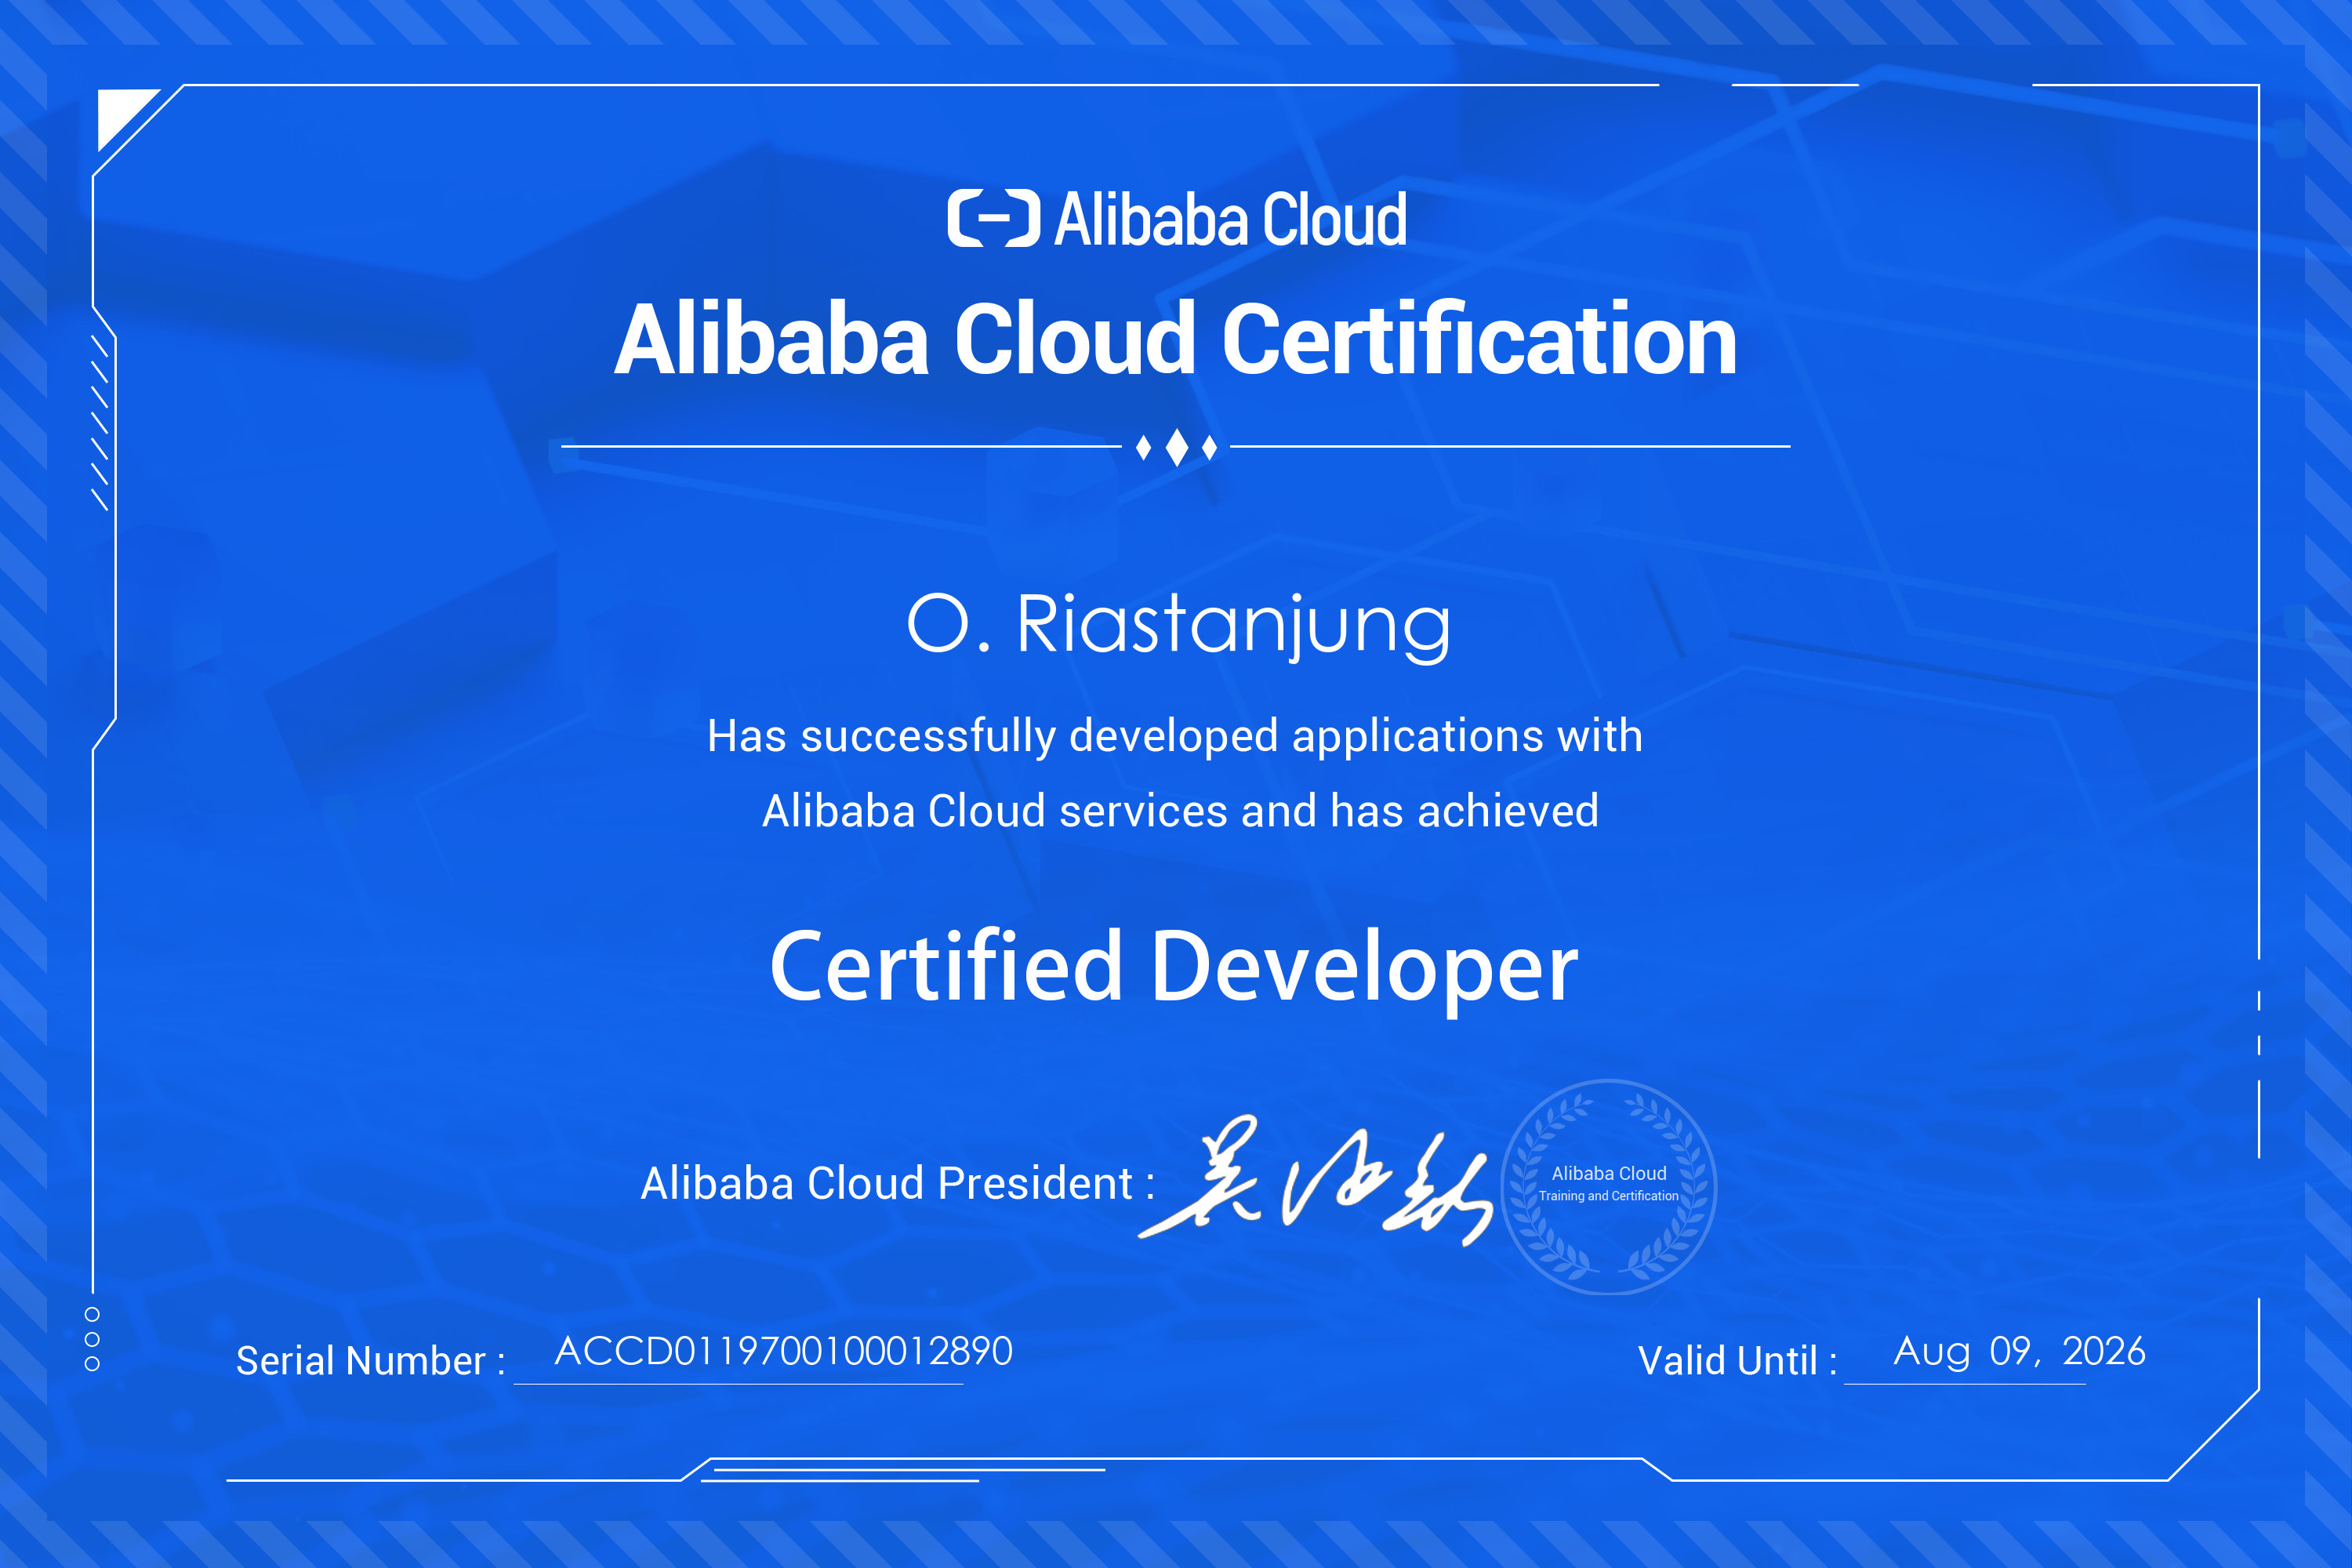 Alibaba Cloud
Alibaba Cloud Certification
O. Riastanjung
Has successfully developed applications with
Alibaba Cloud services and has achieved
Certified Developer
Alibaba Cloud President :
Alibaba Cloud
Training and Certification
Serial Number : ACCD0119700100012890
Valid Until : Aug 09, 2026